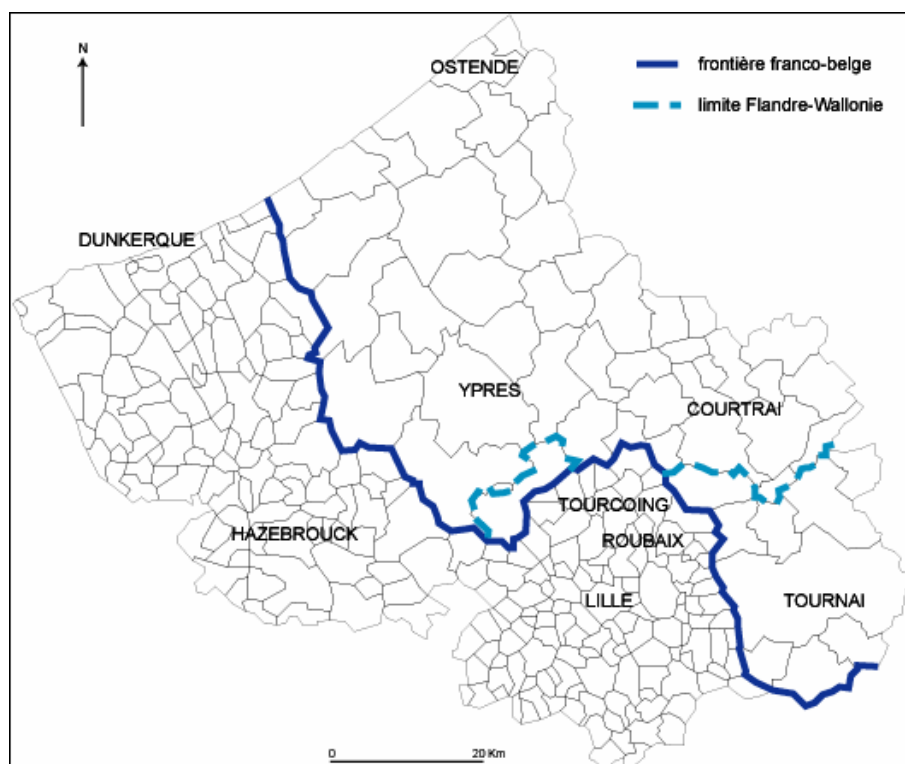 N
OSTENDE
frontière franco-belge
limite Flandre-Wallonie
DUNKERQUE
YPRES
COURTRAI
TOURCOING
HAZEBROUCK
ROUBAIX
LILLE
TOURNAI
0 20 Km